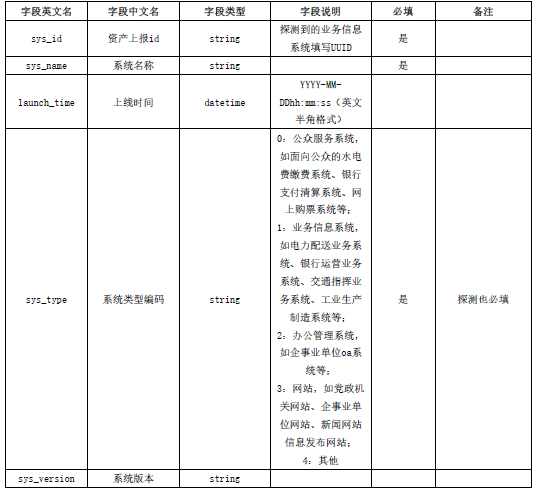 字段英文名 字段中文名 字段类型 字段说明 必填 备注
sys_id 资产上报id string 探测到的业务信息 是
系统填写UUID
sys_name 系统名称 string 是
launch_time 上线时间 datetime YYYY-MM-
DDhh:mm:ss（英文
半角格式）
sys_type 系统类型编码 string 是 探测也必填
0：公众服务系统，
如面向公众的水电
费缴费系统、银行
支付清算系统、网
上购票系统等；
1：业务信息系统，
如电力配送业务系
统、银行运营业务
系统、交通指挥业
务系统、工业生产
制造系统等；
2：办公管理系统，
如企事业单位oa系
统等；
3：网站，如党政机
关网站、企事业单
位网站、新闻网站
信息发布网站；
4：其他
sys_version 系统版本 string